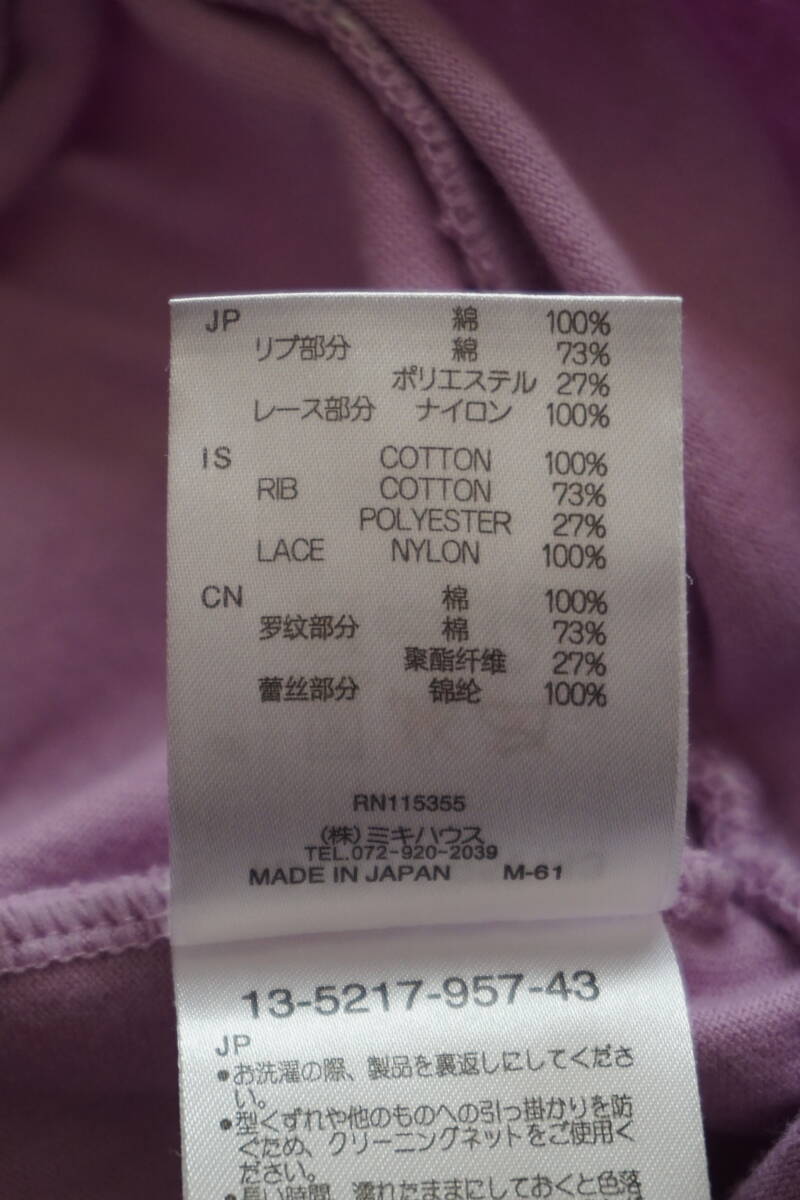 JP 綿 100%
リブ部分 綿 73%
ポリエステル 27%
レース部分 ナイロン 100%
IS COTTON 100%
RIB COTTON 73%
POLYESTER 27%
LACE NYLON 100%
CN 棉 100%
罗纹部分 棉 73%
聚酯纤维 27%
蕾丝部分 锦纶 100%
RN115355
(株)ミキハウス
TEL.072-920-2039
MADE IN JAPAN M-61
13-5217-957-43
JP
●お洗濯の際、製品を裏返しにしてくださ
い。
●型くずれや他のものへの引っ掛かりを防
ぐため、クリーニングネットをご使用く
ださい。
●長い時間、濡れたままにしておくと色落